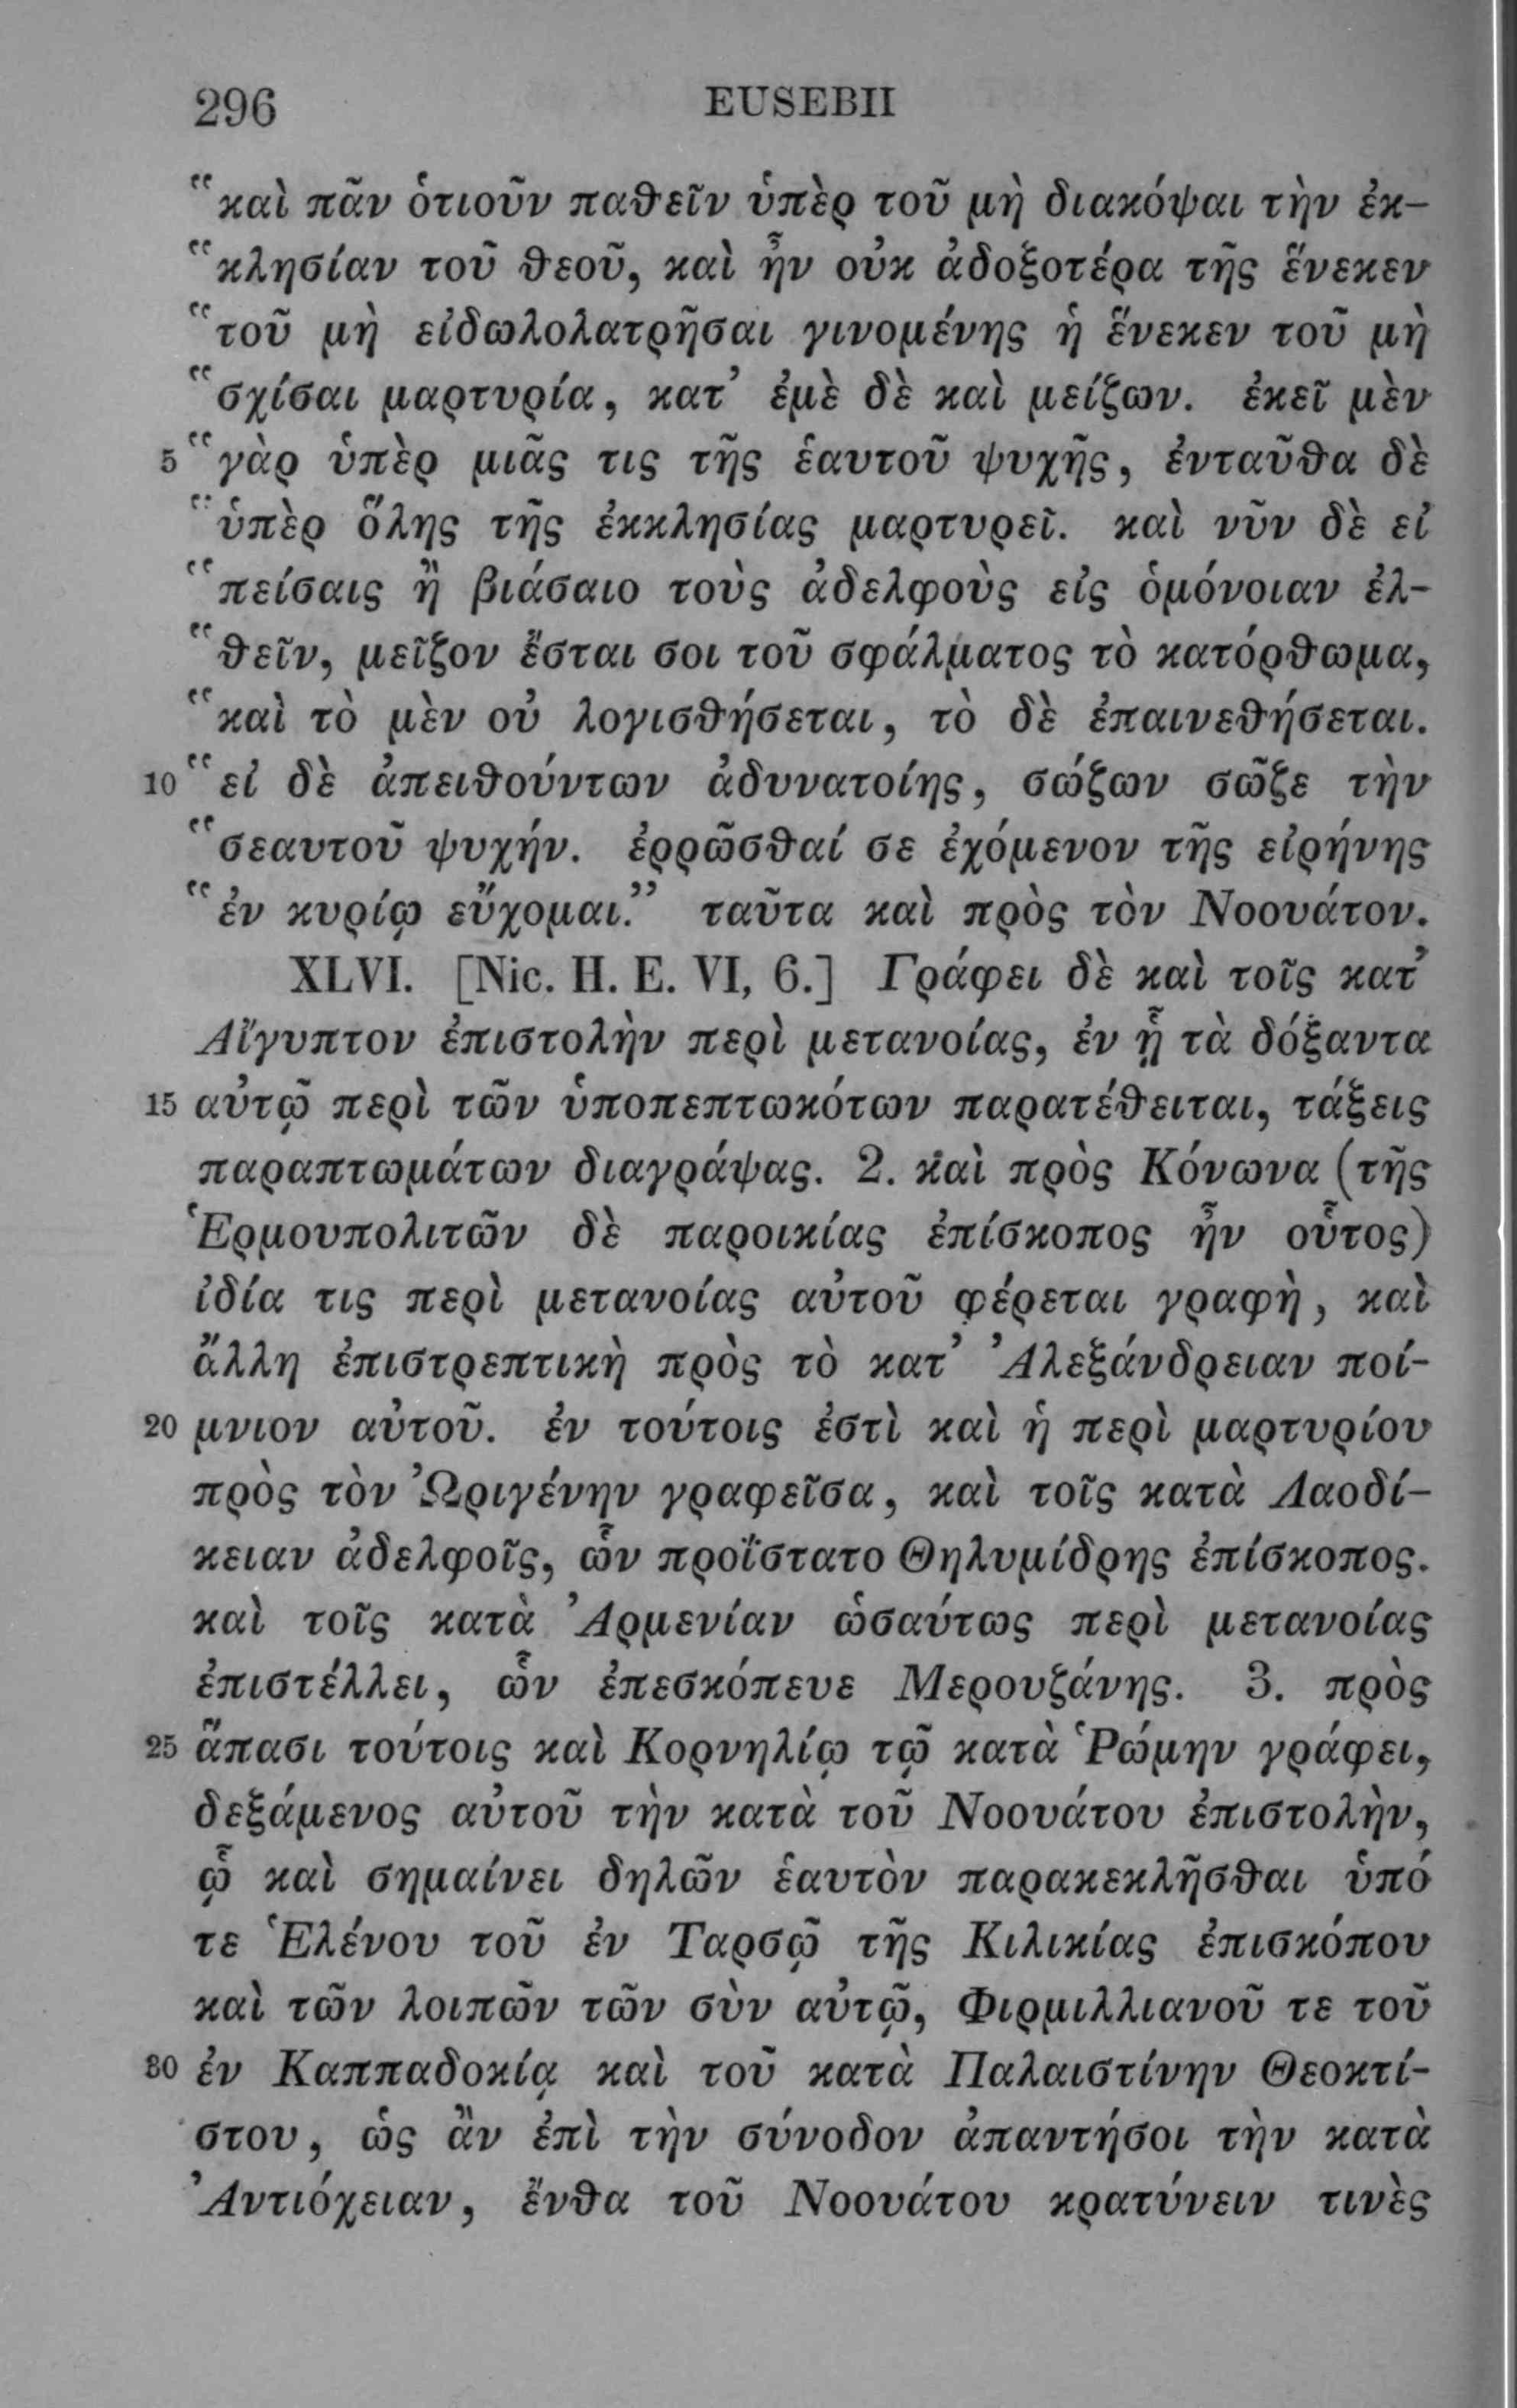 296 EUSEBII
“καὶ πᾶν ὁτιοῦν παθεῖν ὑπὲρ τοῦ μὴ διακόψαι τὴν ἐκ-
“κλησίαν τοῦ θεοῦ, καὶ ἦν οὐκ ἀδοξοτέρα τῆς ἕνεκεν
“τοῦ μὴ εἰδωλολατρῆσαι γινομένης ἡ ἕνεκεν τοῦ μὴ
“σχίσαι μαρτυρία, κατ’ ἐμὲ δὲ καὶ μείζων. ἐκεῖ μὲν
5 “γὰρ ὑπὲρ μιᾶς τις τῆς ἑαυτοῦ ψυχῆς, ἐνταῦθα δὲ
“ὑπὲρ ὅλης τῆς ἐκκλησίας μαρτυρεῖ. καὶ νῦν δὲ εἰ
“πείσαις ἢ βιάσαιο τοὺς ἀδελφοὺς εἰς ὁμόνοιαν ἐλ-
“θεῖν, μεῖζον ἔσται σοι τοῦ σφάλματος τὸ κατόρθωμα,
“καὶ τὸ μὲν οὐ λογισθήσεται, τὸ δὲ ἐπαινεθήσεται.
10 “εἰ δὲ ἀπειθούντων ἀδυνατοίης, σώζων σῶζε τὴν
“σεαυτοῦ ψυχήν. ἐρρῶσθαί σε ἐχόμενον τῆς εἰρήνης
“ἐν κυρίῳ εὔχομαι.” ταῦτα καὶ πρὸς τὸν Νοουάτον.
XLVI. [Nic. H. E. VI, 6.] Γράφει δὲ καὶ τοῖς κατ’
Αἴγυπτον ἐπιστολὴν περὶ μετανοίας, ἐν ᾗ τὰ δόξαντα
15 αὐτῷ περὶ τῶν ὑποπεπτωκότων παρατέθειται, τάξεις
παραπτωμάτων διαγράψας. 2. καὶ πρὸς Κόνωνα (τῆς
Ἑρμουπολιτῶν δὲ παροικίας ἐπίσκοπος ἦν οὗτος)
ἰδία τις περὶ μετανοίας αὐτοῦ φέρεται γραφὴ, καὶ
ἄλλη ἐπιστρεπτικὴ πρὸς τὸ κατ’ Ἀλεξάνδρειαν ποί-
20 μνιον αὐτοῦ. ἐν τούτοις ἐστὶ καὶ ἡ περὶ μαρτυρίου
πρὸς τὸν Ὠριγένην γραφεῖσα, καὶ τοῖς κατὰ Λαοδί-
κειαν ἀδελφοῖς, ὧν προΐστατο Θηλυμίδρης ἐπίσκοπος.
καὶ τοῖς κατὰ Ἀρμενίαν ὡσαύτως περὶ μετανοίας
ἐπιστέλλει, ὧν ἐπεσκόπευε Μερουζάνης. 3. πρὸς
25 ἅπασι τούτοις καὶ Κορνηλίῳ τῷ κατὰ Ῥώμην γράφει,
δεξάμενος αὐτοῦ τὴν κατὰ τοῦ Νοουάτου ἐπιστολὴν,
ᾧ καὶ σημαίνει δηλῶν ἑαυτὸν παρακεκλῆσθαι ὑπό
τε Ἑλένου τοῦ ἐν Ταρσῷ τῆς Κιλικίας ἐπισκόπου
καὶ τῶν λοιπῶν τῶν σὺν αὐτῷ, Φιρμιλλιανοῦ τε τοῦ
30 ἐν Καππαδοκίᾳ καὶ τοῦ κατὰ Παλαιστίνην Θεοκτί-
στου, ὡς ἂν ἐπὶ τὴν σύνοδον ἀπαντήσοι τὴν κατὰ
Ἀντιόχειαν, ἔνθα τοῦ Νοουάτου κρατύνειν τινὲς